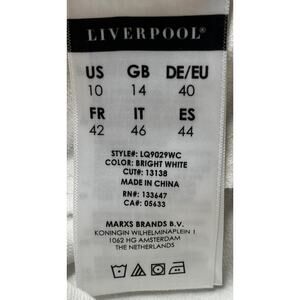 LIVERPOOL®
US GB DE/EU
10 14 40
FR IT ES
42 46 44
STYLE#: LQ9029WC
COLOR: BRIGHT WHITE
CUT#: 13138
MADE IN CHINA
RN#: 133647
CA#: 05633
MARXS BRANDS B.V.
KONINGIN WILHELMINAPLEIN 1
1062 HG AMSTERDAM
THE NETHERLANDS